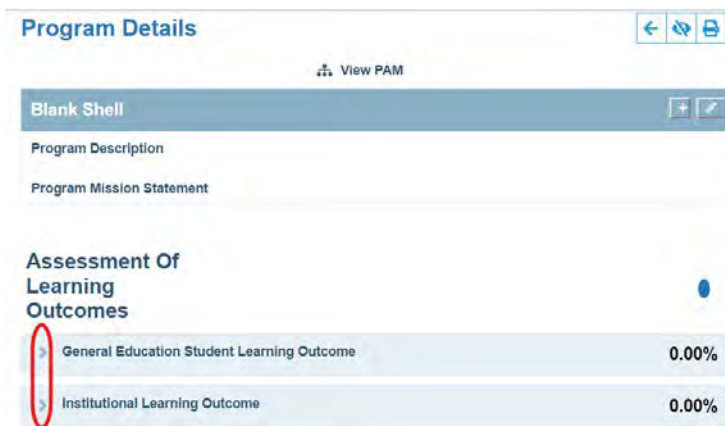 Program Details
View PAM
Blank Shell
Program Description
Program Mission Statement
Assessment Of
Learning
Outcomes
General Education Student Learning Outcome 0.00%
Institutional Learning Outcome 0.00%